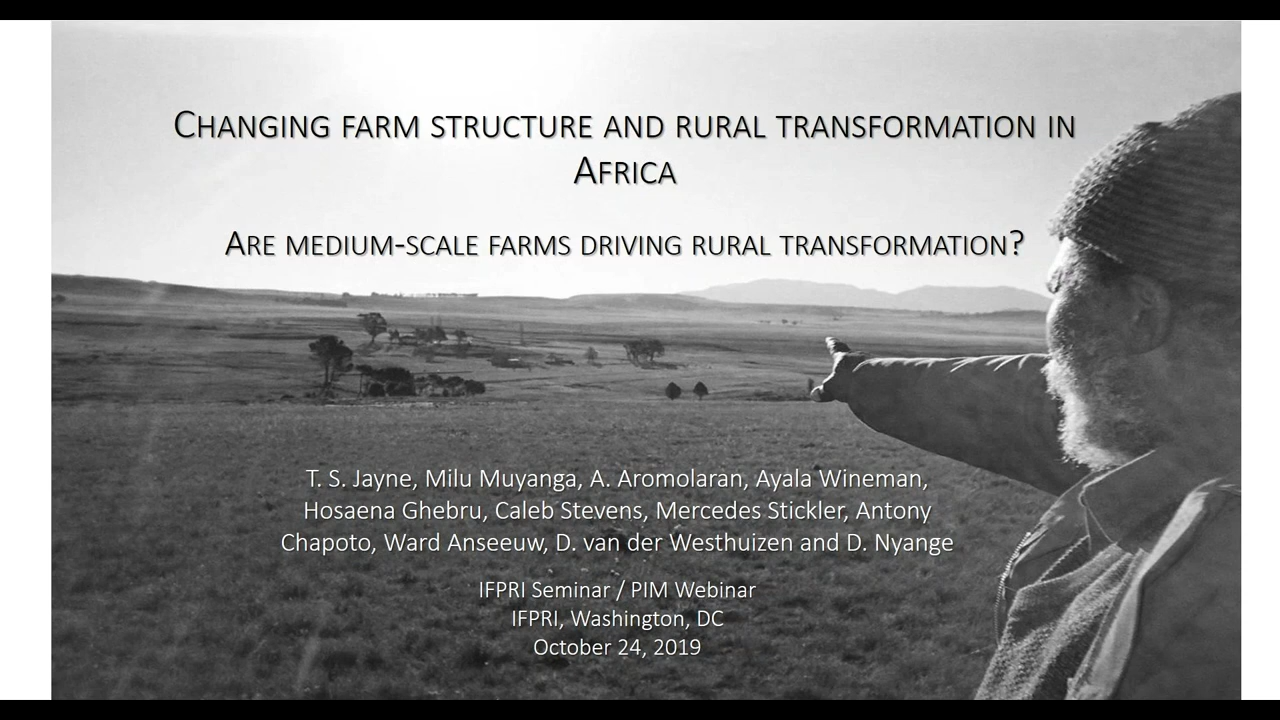 CHANGING FARM STRUCTURE AND RURAL TRANSFORMATION IN
AFRICA
ARE MEDIUM-SCALE FARMS DRIVING RURAL TRANSFORMATION?
T. S. Jayne, Milu Muyanga, A. Aromolaran, Ayala Wineman,
Hosaena Ghebru, Caleb Stevens, Mercedes Stickler, Antony
Chapoto, Ward Anseeuw, D. van der Westhuizen and D. Nyange
IFPRI Seminar / PIM Webinar
IFPRI, Washington, DC
October 24, 2019